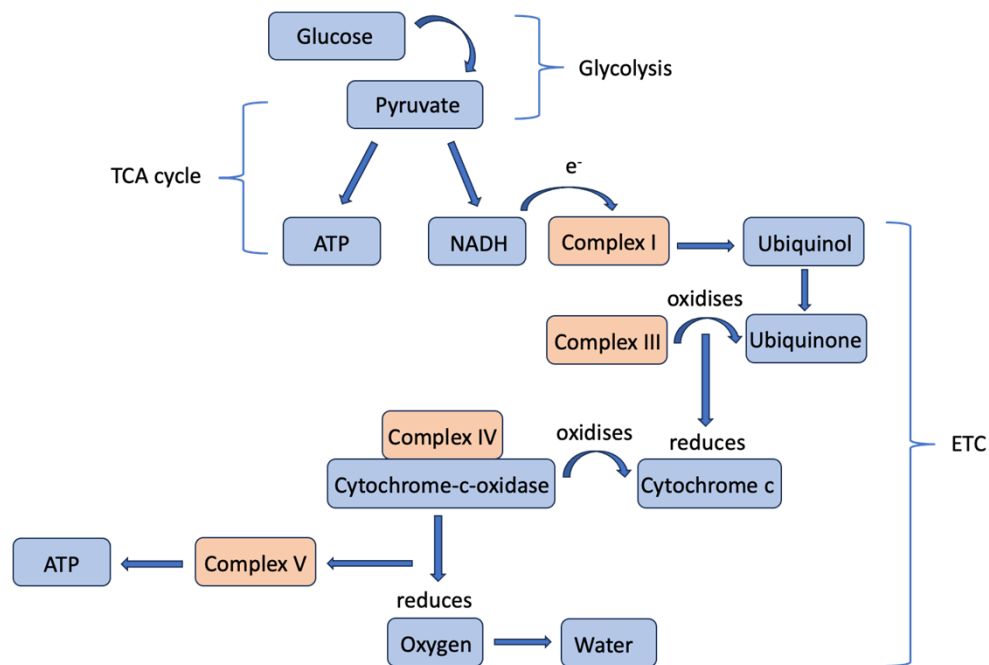 Glucose
Glycolysis
Pyruvate
TCA cycle
e-
ATP
NADH
Complex I
Ubiquinol
oxidises
Complex III
Ubiquinone
Complex IV
oxidises
reduces
ETC
Cytochrome-c-oxidase
Cytochrome c
ATP
Complex V
reduces
Oxygen
Water